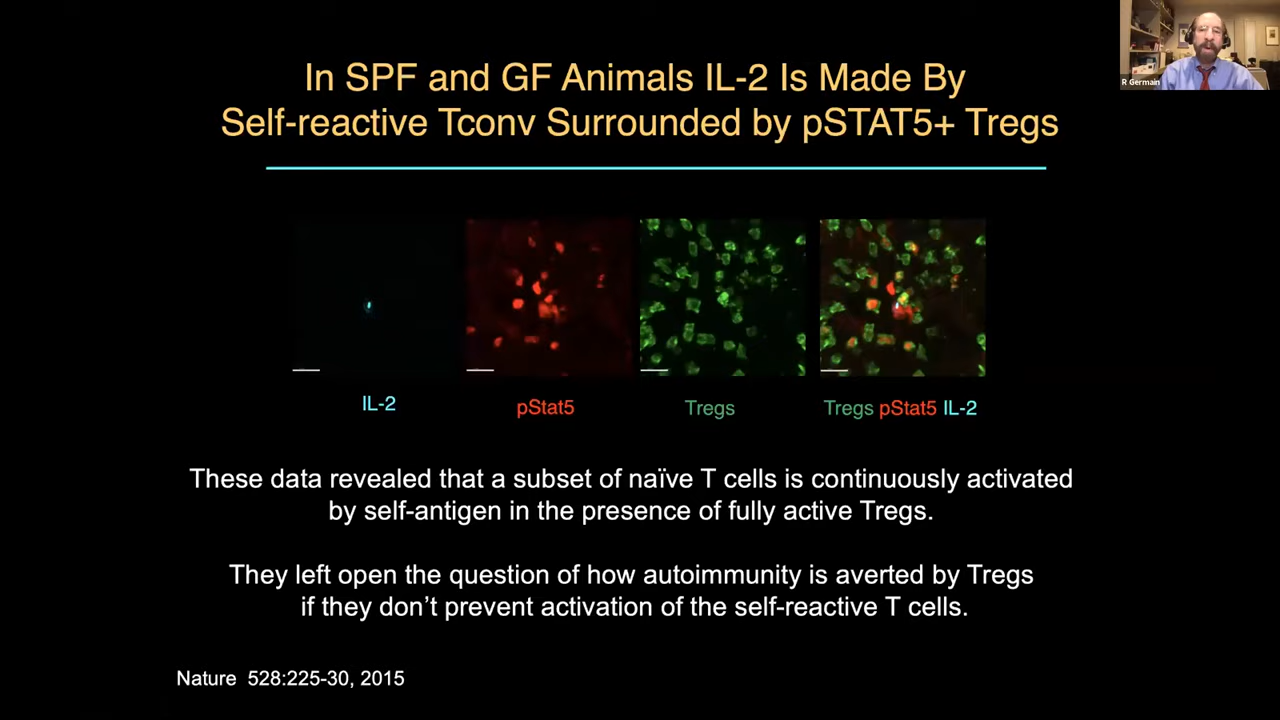 In SPF and GF Animals IL-2 Is Made By
Self-reactive Tconv Surrounded by pSTAT5+ Tregs
R Germain
IL-2
pStat5
Tregs
Tregs pStat5 IL-2
These data revealed that a subset of naïve T cells is continuously activated
by self-antigen in the presence of fully active Tregs.
They left open the question of how autoimmunity is averted by Tregs
if they don’t prevent activation of the self-reactive T cells.
Nature 528:225-30, 2015